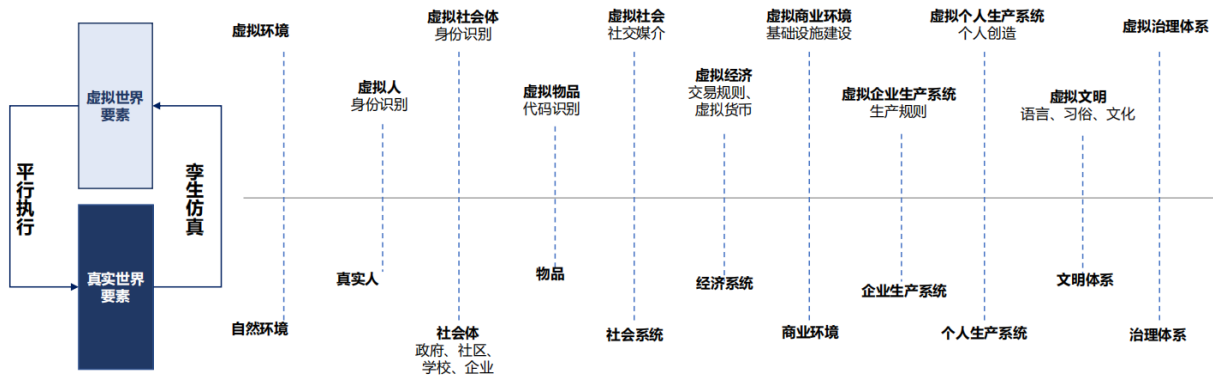 虚拟世界
要素
真实世界
要素
平行执行
孪生仿真
虚拟环境
虚拟人
身份识别
虚拟社会体
身份识别
虚拟物品
代码识别
虚拟社会
社交媒介
虚拟经济
交易规则、
虚拟货币
虚拟商业环境
基础设施建设
虚拟企业生产系统
生产规则
虚拟个人生产系统
个人创造
虚拟文明
语言、习俗、文化
虚拟治理体系
自然环境
真实人
社会体
政府、社区、
学校、企业
物品
社会系统
经济系统
商业环境
企业生产系统
个人生产系统
文明体系
治理体系